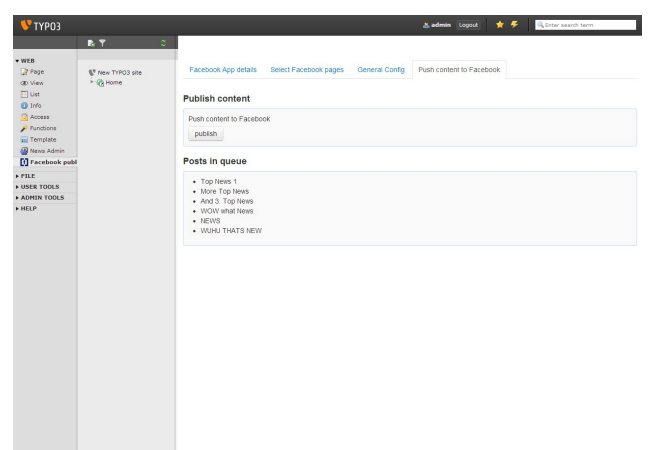 TYPO3
admin
Logout
Enter search term
WEB
Page
View
List
Info
Access
Functions
Template
News Admin
Facebook publ
FILE
USER TOOLS
ADMIN TOOLS
HELP
New TYPO3 site
Home
Facebook App details
Select Facebook pages
General Config
Push content to Facebook
Publish content
Push content to Facebook
publish
Posts in queue
Top News 1
More Top News
And 3. Top News
WOW what News
NEWS
WUHU THATS NEW